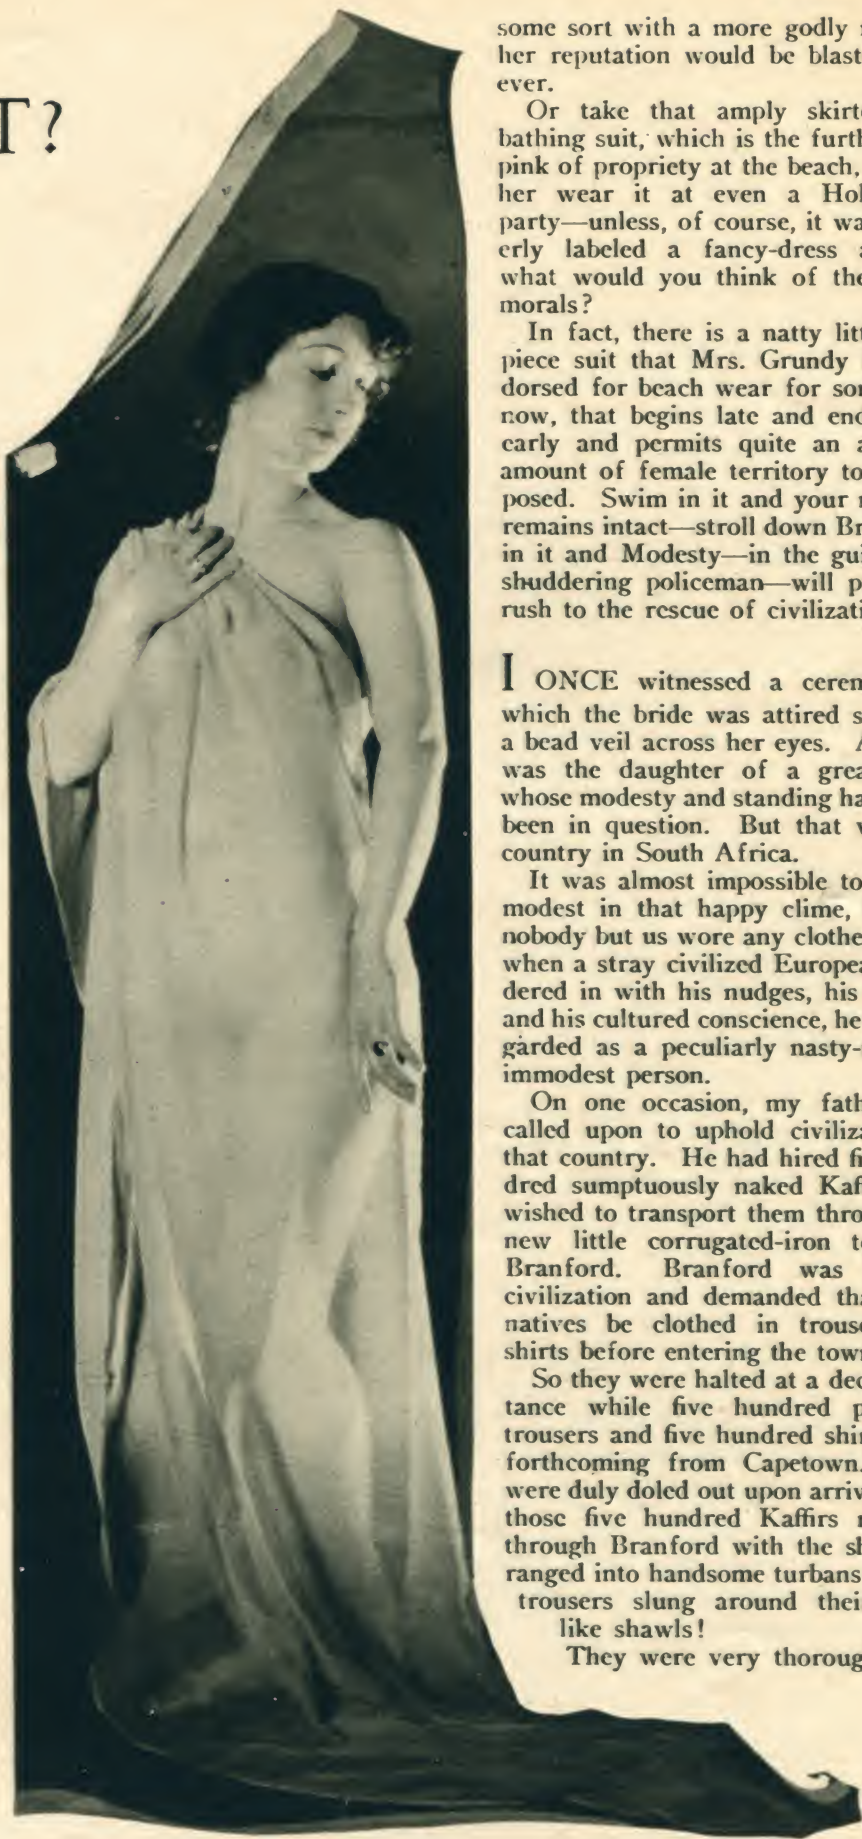 T?
some sort with a more godly
her reputation would be blast
ever.
Or take that amply skirt
bathing suit, which is the furth
pink of propriety at the beach,
her wear it at even a Hol
party—unless, of course, it wa
erly labeled a fancy-dress a
what would you think of the
morals?
In fact, there is a natty litt
piece suit that Mrs. Grundy
dorsed for beach wear for so
now, that begins late and en
early and permits quite an a
amount of female territory to
posed. Swim in it and your
remains intact—stroll down Br
in it and Modesty—in the gui
shuddering policeman—will p
rush to the rescue of civilizati
I ONCE witnessed a ceren
which the bride was attired s
a bead veil across her eyes. A
was the daughter of a grea
whose modesty and standing ha
been in question. But that
country in South Africa.
It was almost impossible to
modest in that happy clime,
nobody but us wore any clothe
when a stray civilized Europe
dered in with his nudges, his
and his cultured conscience, he
garded as a peculiarly nasty-
immodest person.
On one occasion, my fath
called upon to uphold civiliz
that country. He had hired fi
dred sumptuously naked Kaf
wished to transport them thro
new little corrugated-iron t
Branford. Branford was
civilization and demanded th
natives be clothed in trous
shirts before entering the town
So they were halted at a dec
tance while five hundred p
trousers and five hundred shi
forthcoming from Capetown.
were duly doled out upon arriv
those five hundred Kaffirs
through Branford with the sh
ranged into handsome turbans
trousers slung around thei
like shawls!
They were very thoroug